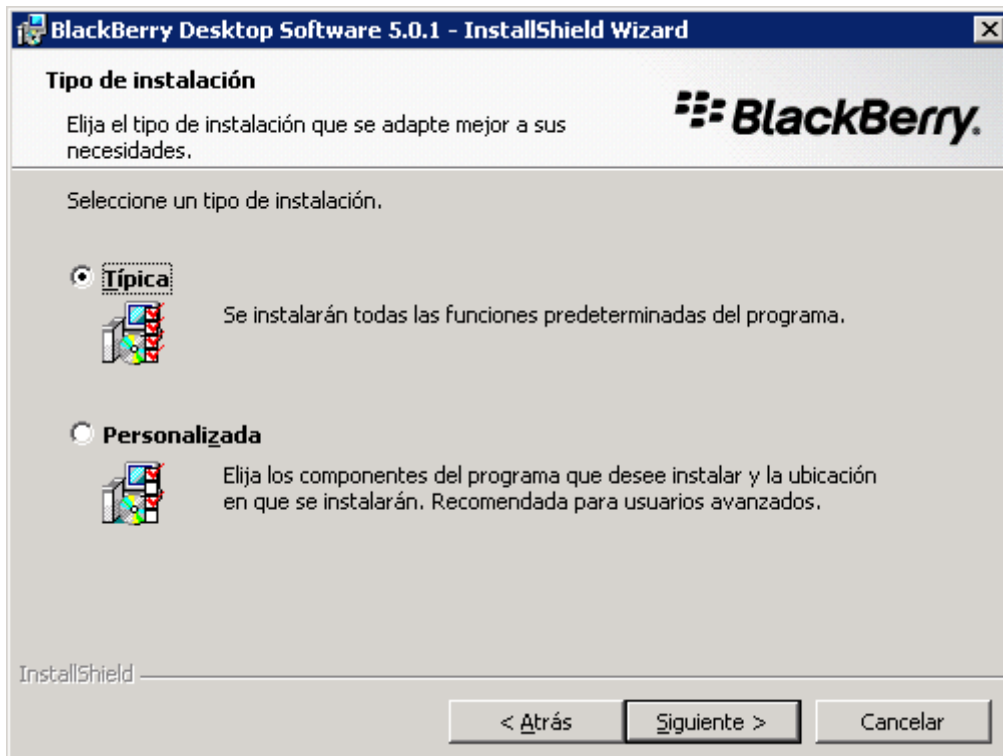 BlackBerry Desktop Software 5.0.1 - InstallShield Wizard
Tipo de instalación
Elija el tipo de instalación que se adapte mejor a sus
necesidades.
BlackBerry.
Seleccione un tipo de instalación.
Típica
Se instalarán todas las funciones predeterminadas del programa.
Personalizada
Elija los componentes del programa que desee instalar y la ubicación
en que se instalarán. Recomendada para usuarios avanzados.
InstallShield
< Atrás
Siguiente >
Cancelar